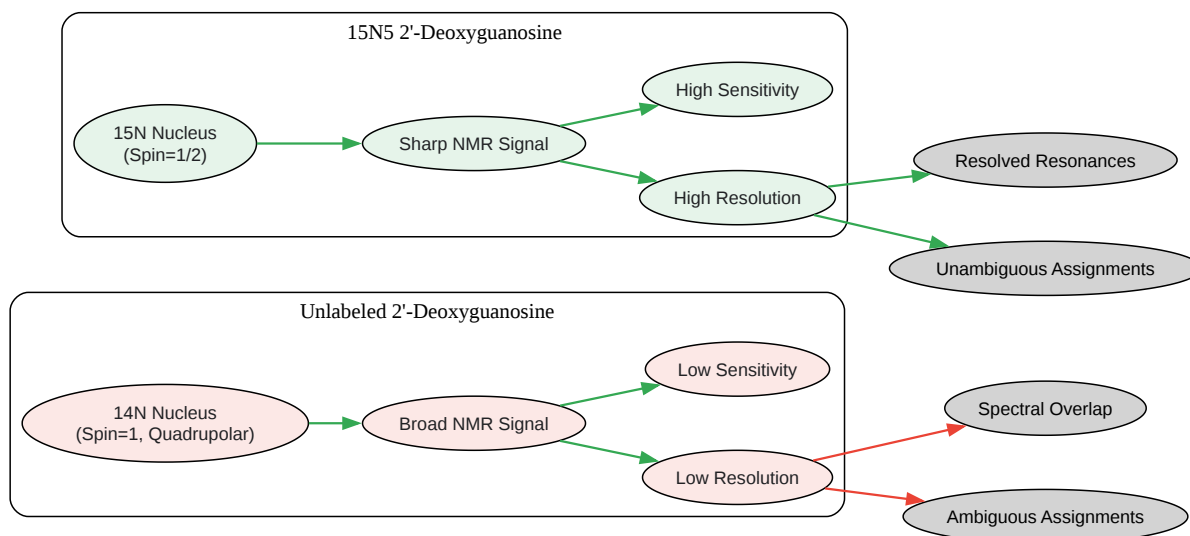 15N5 2'-Deoxyguanosine
15N Nucleus
(Spin=1/2)
Sharp NMR Signal
High Sensitivity
High Resolution
Resolved Resonances
Unambiguous Assignments
Unlabeled 2'-Deoxyguanosine
14N Nucleus
(Spin=1, Quadrupolar)
Broad NMR Signal
Low Sensitivity
Low Resolution
Spectral Overlap
Ambiguous Assignments